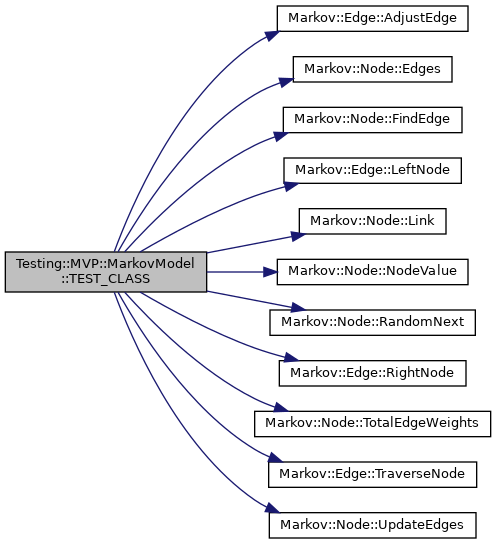 Testing::MVP::MarkovModel
::TEST_CLASS
Markov::Edge::AdjustEdge
Markov::Node::Edges
Markov::Node::FindEdge
Markov::Edge::LeftNode
Markov::Node::Link
Markov::Node::NodeValue
Markov::Node::RandomNext
Markov::Edge::RightNode
Markov::Node::TotalEdgeWeights
Markov::Edge::TraverseNode
Markov::Node::UpdateEdges